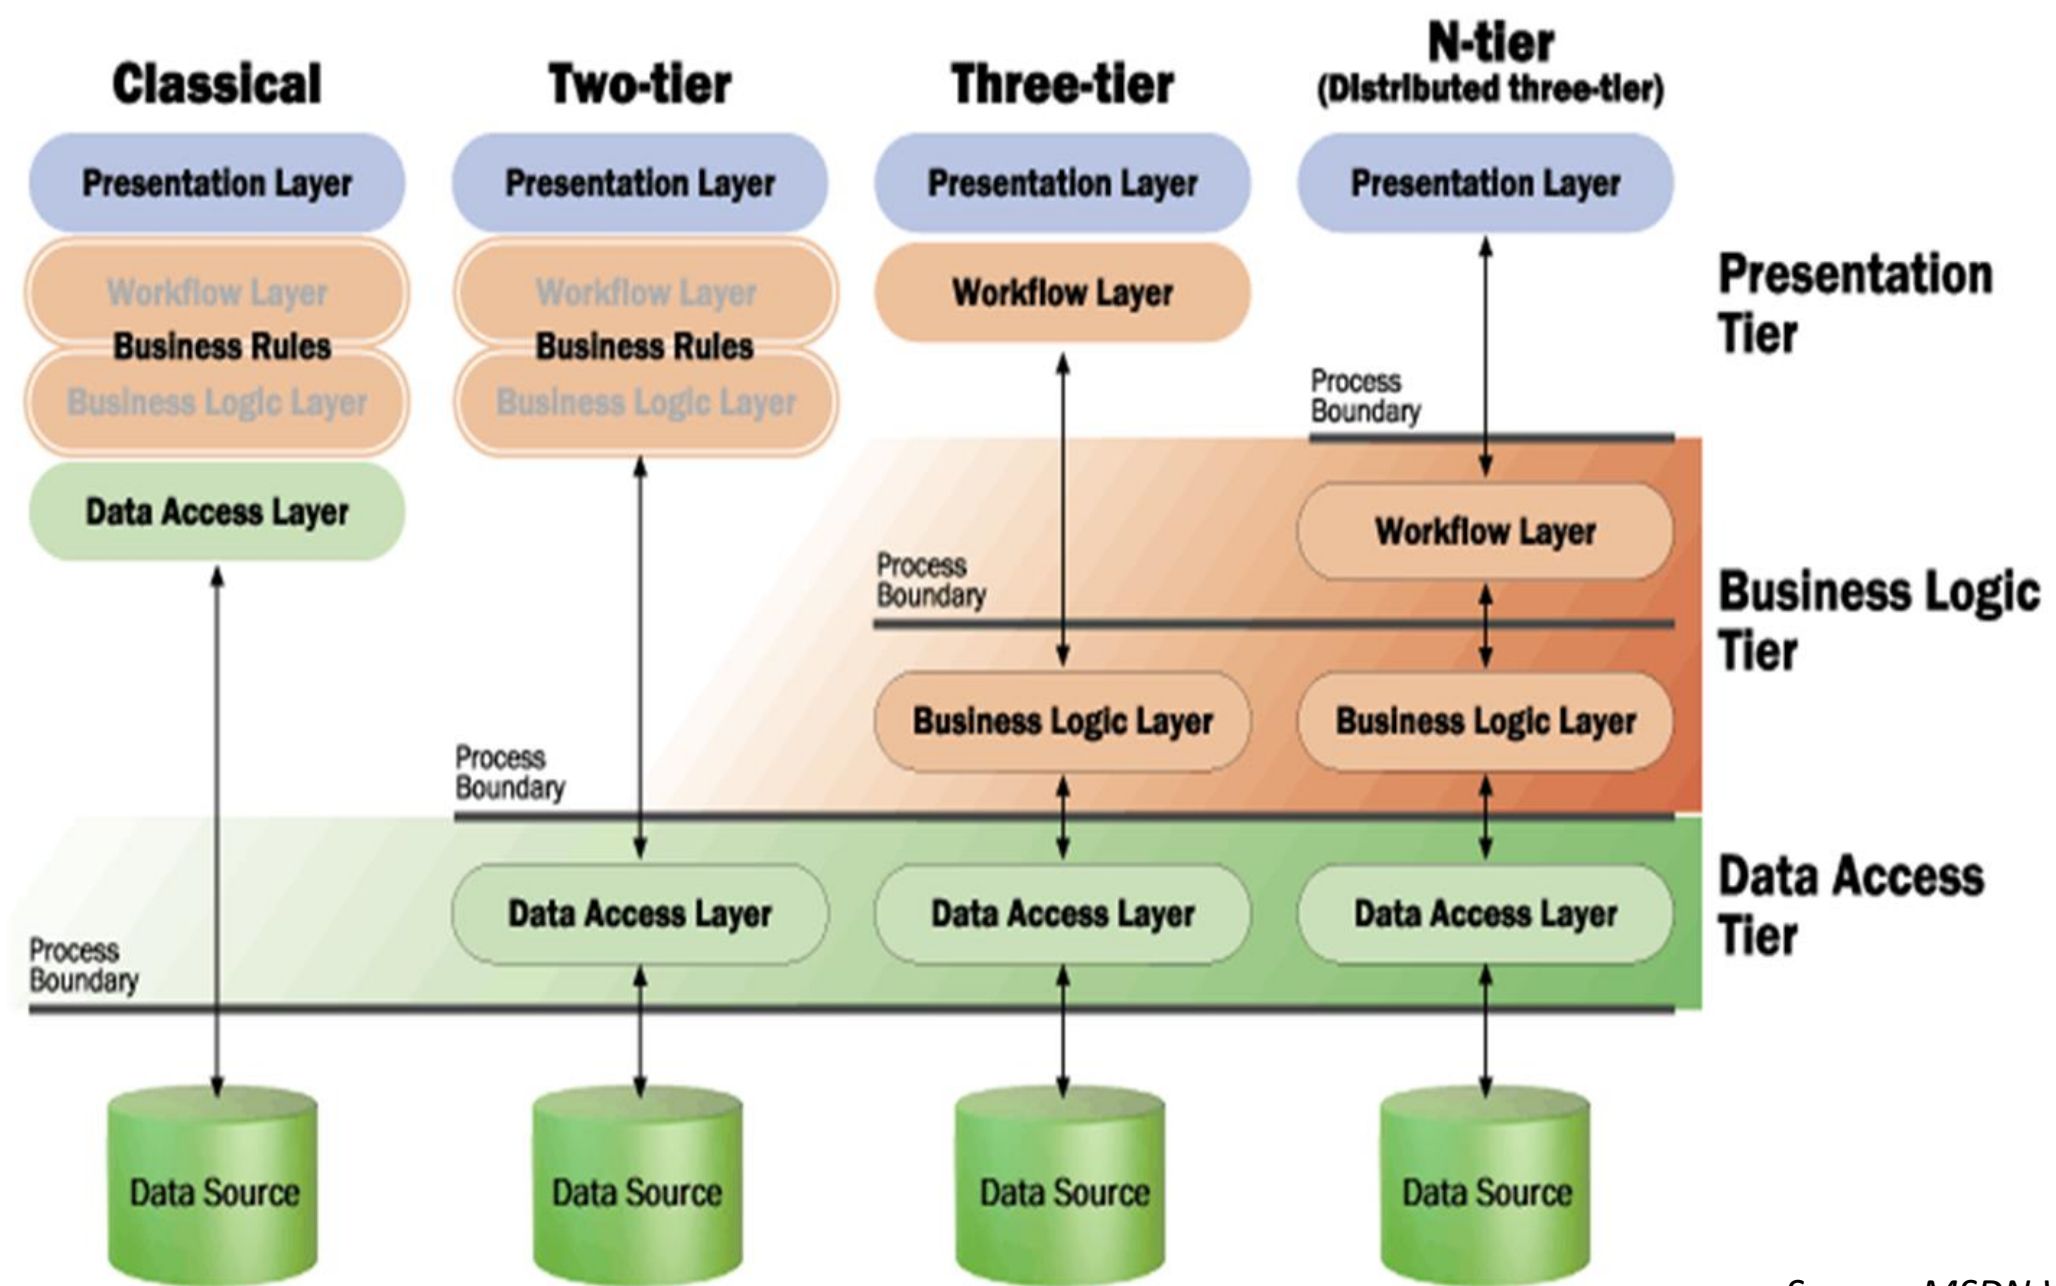 Classical
Two-tier
Three-tier
N-tier
(Distributed three-tier)
Presentation Layer
Presentation Layer
Presentation Layer
Presentation Layer
Workflow Layer
Workflow Layer
Workflow Layer
Presentation
Tier
Business Rules
Business Rules
Business Logic Layer
Business Logic Layer
Process
Boundary
Data Access Layer
Workflow Layer
Process
Boundary
Business Logic
Tier
Business Logic Layer
Business Logic Layer
Process
Boundary
Data Access Layer
Data Access Layer
Data Access Layer
Data Access
Tier
Process
Boundary
Data Source
Data Source
Data Source
Data Source